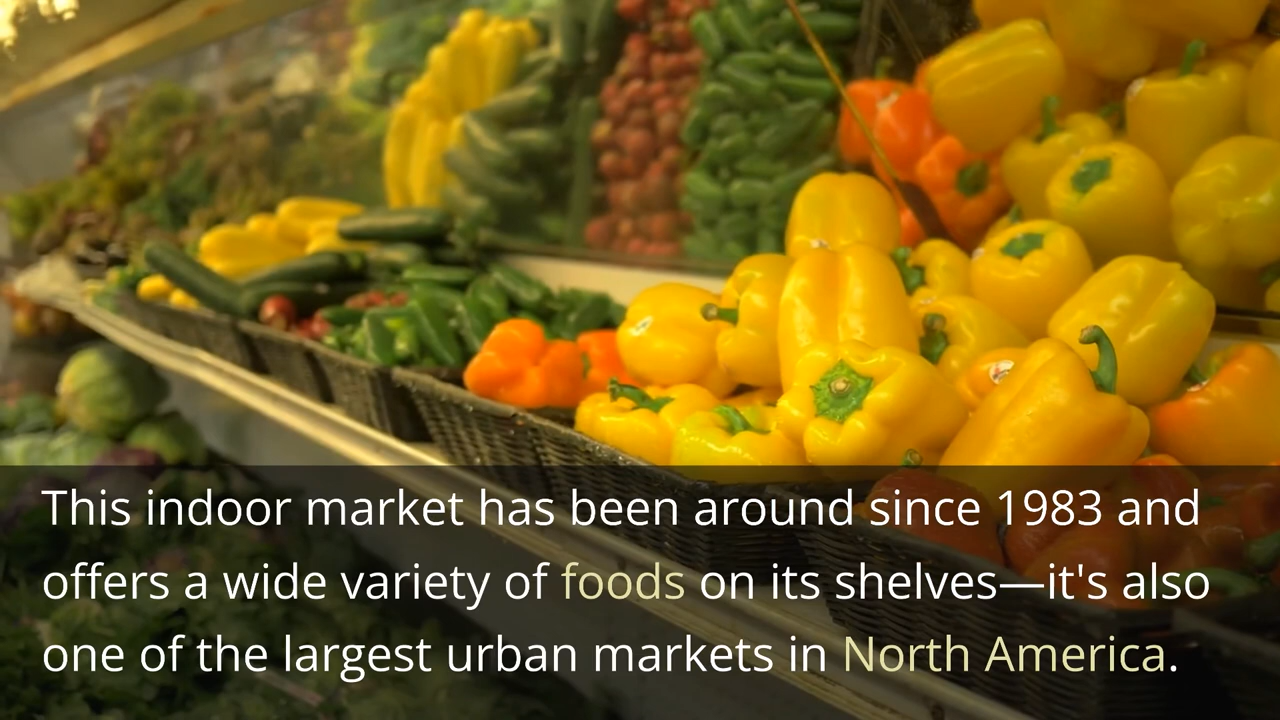 This indoor market has been around since 1983 and
offers a wide variety of foods on its shelves—it's also
one of the largest urban markets in North America.